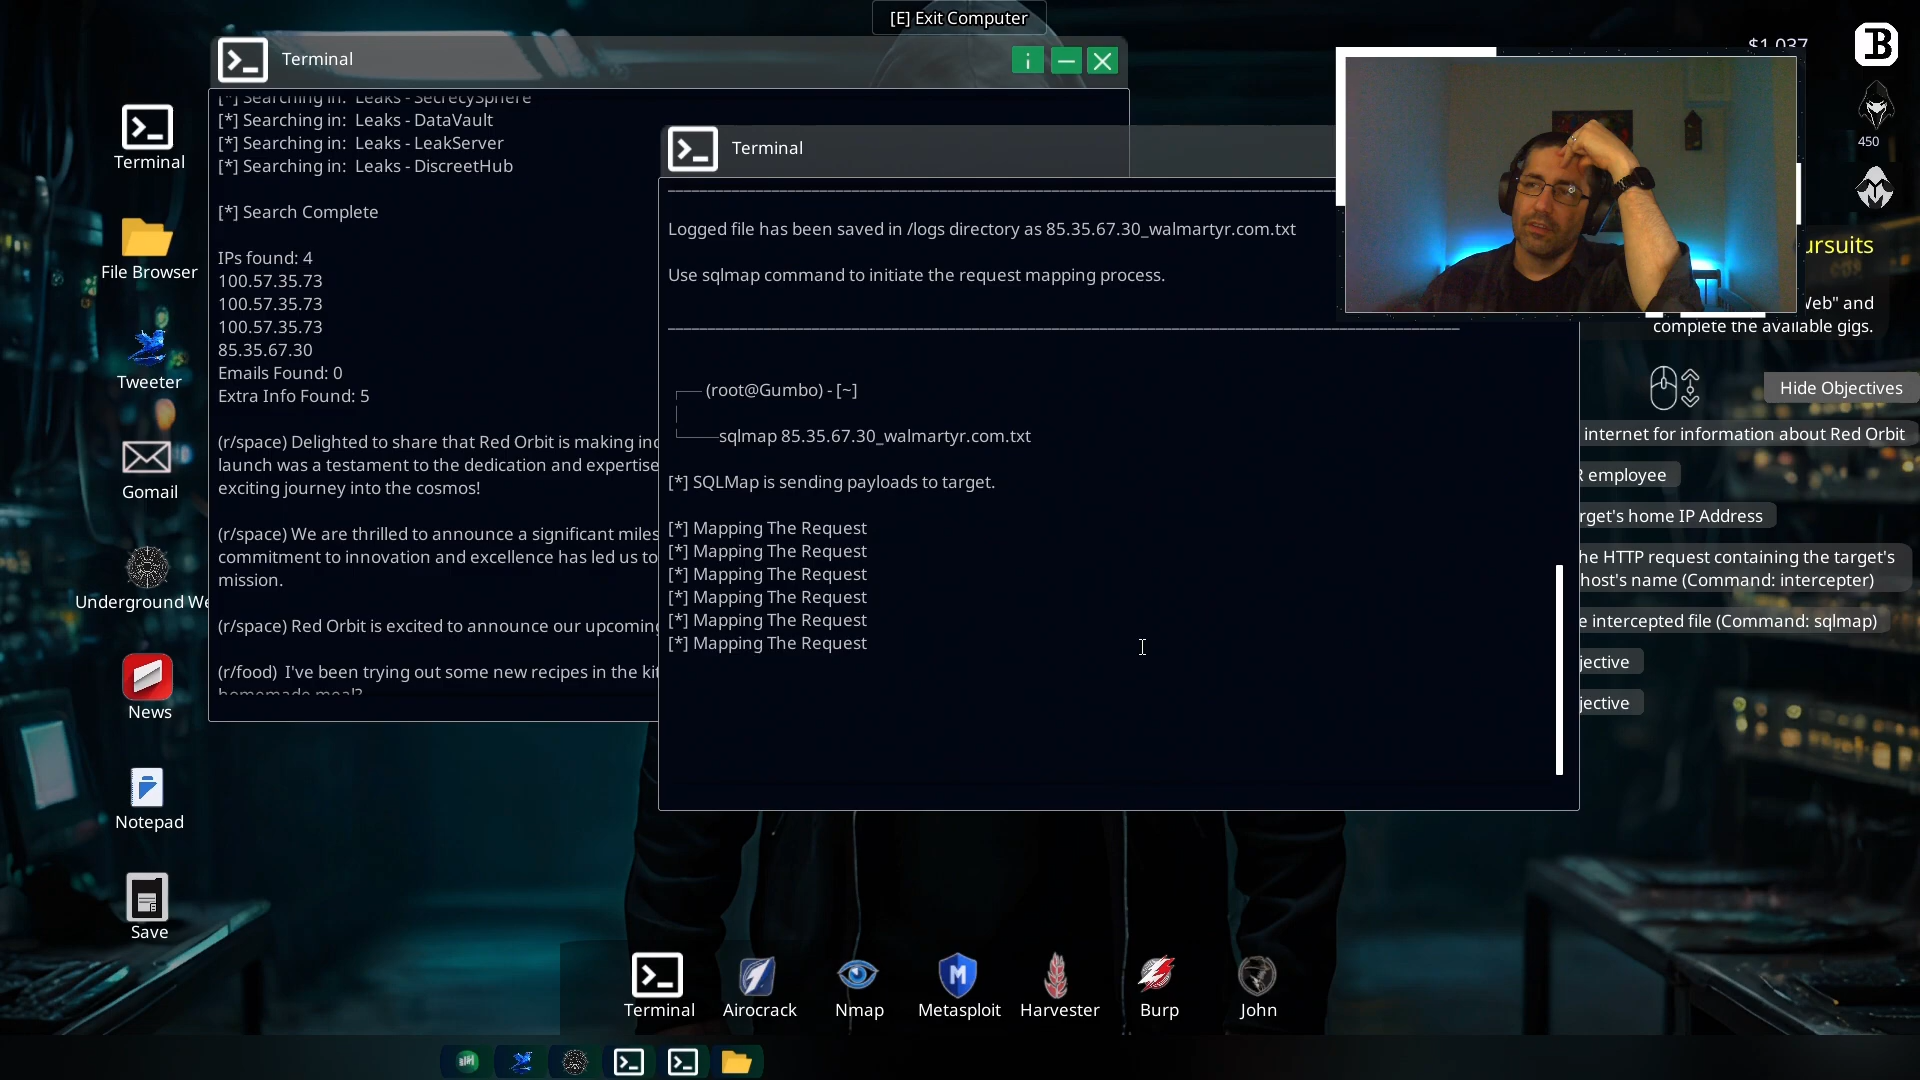 [E] Exit Computer
Terminal
$1,037
450
Terminal
File Browser
Tweeter
Gomail
Underground We
News
Notepad
Save
[*] Searching in: Leaks - SecrecySphere
[*] Searching in: Leaks - DataVault
[*] Searching in: Leaks - LeakServer
[*] Searching in: Leaks - DiscreetHub
[*] Search Complete
IPs found: 4
100.57.35.73
100.57.35.73
100.57.35.73
85.35.67.30
Emails Found: 0
Extra Info Found: 5
(r/space) Delighted to share that Red Orbit is making
launch was a testament to the dedication and expertise
exciting journey into the cosmos!
(r/space) We are thrilled to announce a significant
commitment to innovation and excellence has led us to
mission.
(r/space) Red Orbit is excited to announce our upcoming
(r/food) I've been trying out some new recipes in the
homemade meal?
Terminal
Logged file has been saved in /logs directory as 85.35.67.30_walmartyr.com.txt
Use sqlmap command to initiate the request mapping process.
(root@Gumbo) - [~]
sqlmap 85.35.67.30_walmartyr.com.txt
[*] SQLMap is sending payloads to target.
[*] Mapping The Request
[*] Mapping The Request
[*] Mapping The Request
[*] Mapping The Request
[*] Mapping The Request
[*] Mapping The Request
ursuits
Web" and
complete the available gigs.
Hide Objectives
internet for information about Red Orbit
R employee
rget's home IP Address
he HTTP request containing the target's
host's name (Command: intercepter)
e intercepted file (Command: sqlmap)
jective
jective
Terminal
Airocrack
Nmap
Metasploit
Harvester
Burp
John